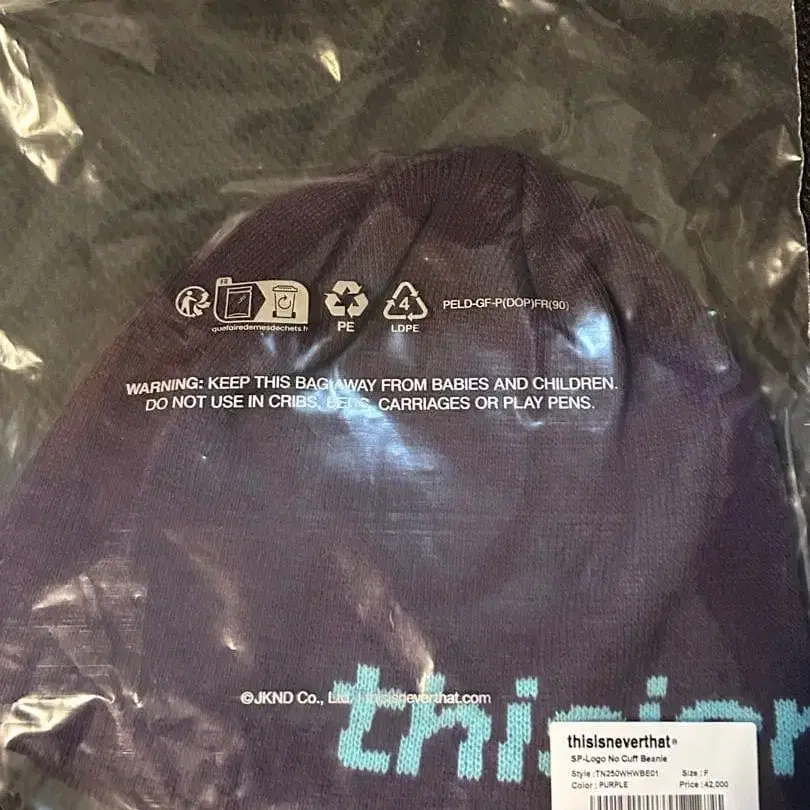 FR
quefairedemesdechets.fr
PE
4
LDPE
PELD-GF-P(DOP)FR(90)
WARNING: KEEP THIS BAG AWAY FROM BABIES AND CHILDREN.
DO NOT USE IN CRIBS, BEDS, CARRIAGES OR PLAY PENS.
©JKND Co., Ltd. | thisisneverthat.com
thisisn
thisisneverthat®
SP-Logo No Cuff Beanie
Style : TN250WHWBE01 Size : F
Color : PURPLE Price : 42,000